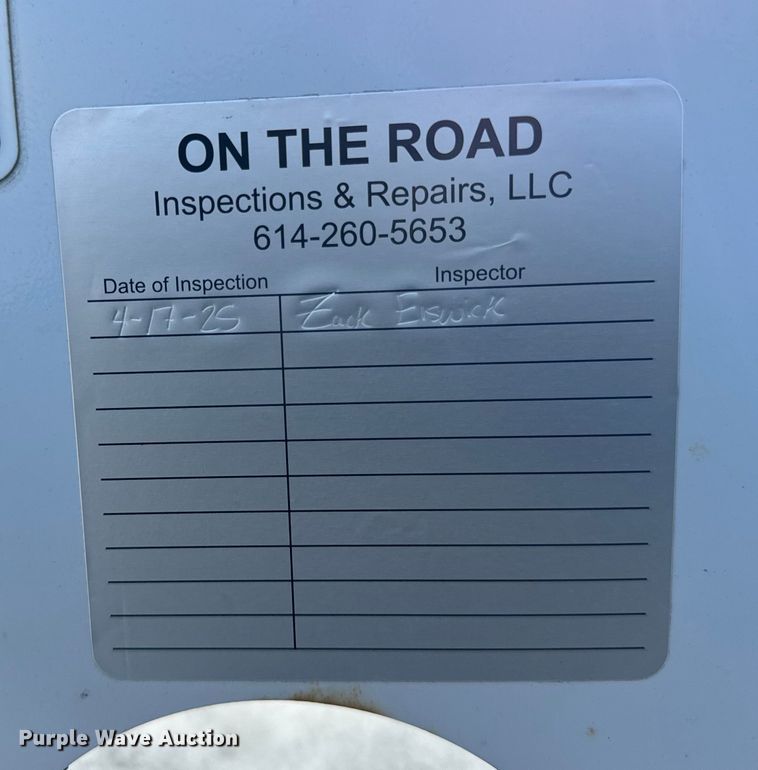 ON THE ROAD
Inspections & Repairs, LLC
614-260-5653
Date of Inspection Inspector
4-17-25 Zack
Purple Wave Auction